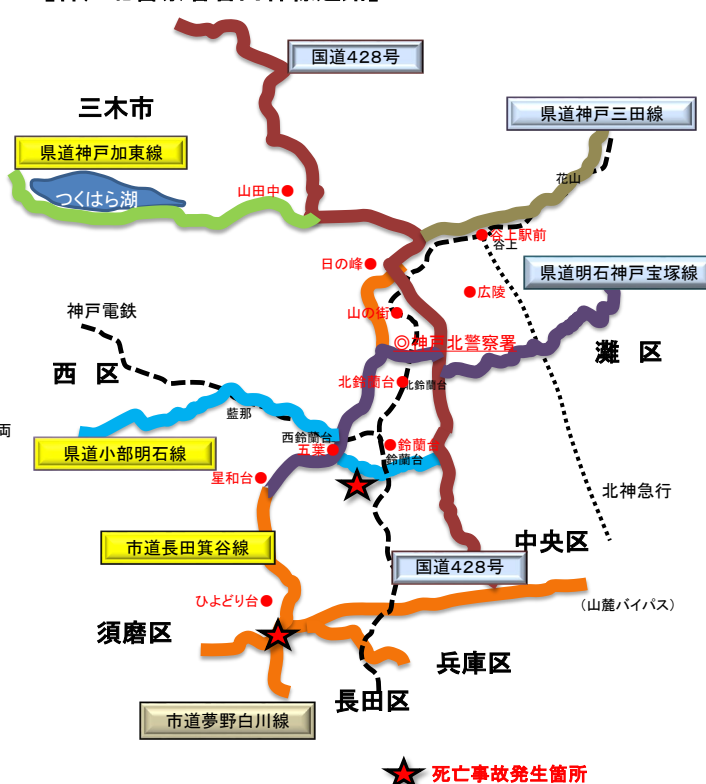 国道428号
三木市
県道神戸三田線
県道神戸加東線
花山
つくはら湖
山田中
谷上駅前
谷上
日の峰
県道明石神戸宝塚線
広陵
神戸電鉄
山の街
◎神戸北警察署
灘 区
西 区
北鈴蘭台
北鈴蘭台
藍那
両
西鈴蘭台
鈴蘭台
五葉
鈴蘭台
県道小部明石線
星和台
北神急行
市道長田箕谷線
中央区
国道428号
ひよどり台
(山麓バイパス)
須磨区
兵庫区
長田区
市道夢野白川線
死亡事故発生箇所